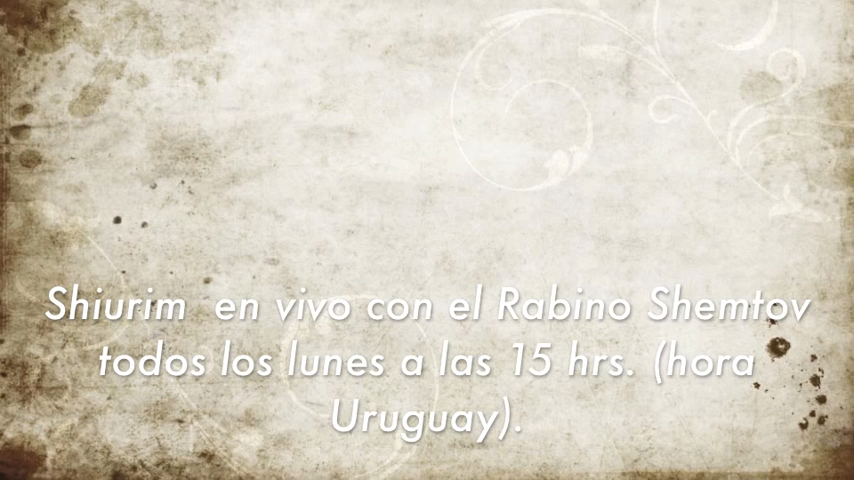 Shiurim  en vivo con el Rabino Shemtov
todos los lunes a las 15 hrs. (hora
Uruguay).